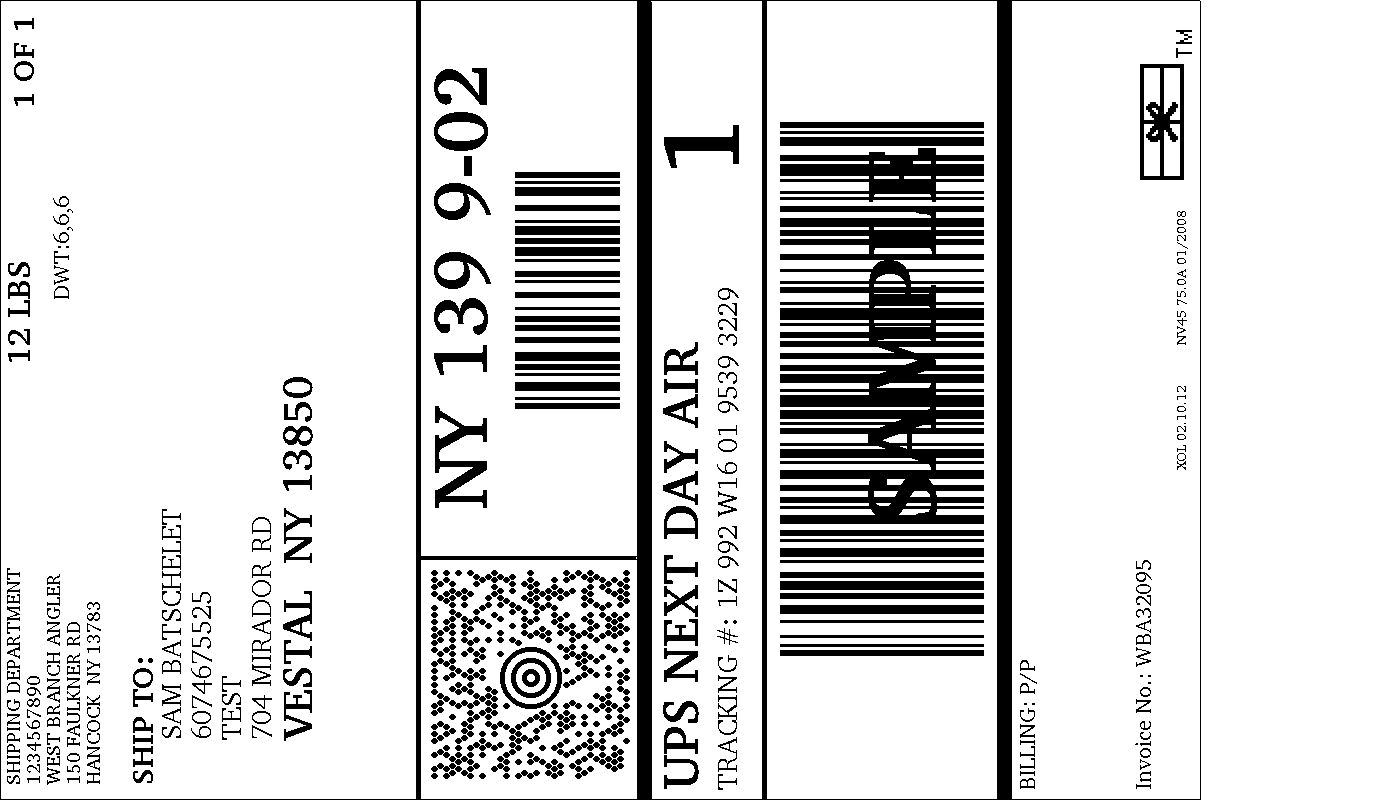 SHIPPING DEPARTMENT
1234567890
WEST BRANCH ANGLER
150 FAULKNER RD
HANCOCK NY 13783
12 LBS
1 OF 1
DWT:6,6,6
SHIP TO:
SAM BATSCHELET
6074675525
TEST
704 MIRADOR RD
VESTAL NY 13850
NY 139 9-02
UPS NEXT DAY AIR
1
TRACKING #: 1Z 992 W16 01 9539 3229
SAMPLE
BILLING: P/P
Invoice No.: WBA32095
XOL 02.10.12 NV45 75.0A 01/2008
TM